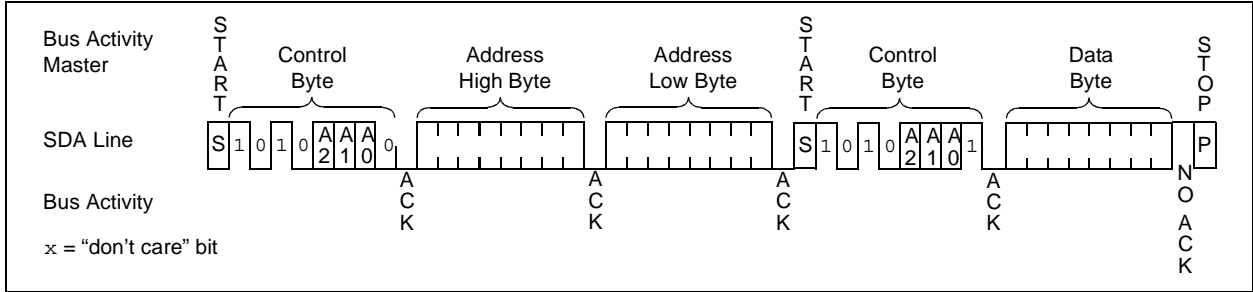 Bus Activity
Master
START
Control
Byte
Address
High Byte
Address
Low Byte
START
Control
Byte
Data
Byte
STOP
SDA Line
S 1 0 1 0 A2 A1 A0 0
S 1 0 1 0 A2 A1 A0 1
P
Bus Activity
ACK
ACK
ACK
ACK
NO ACK
x = “don’t care” bit